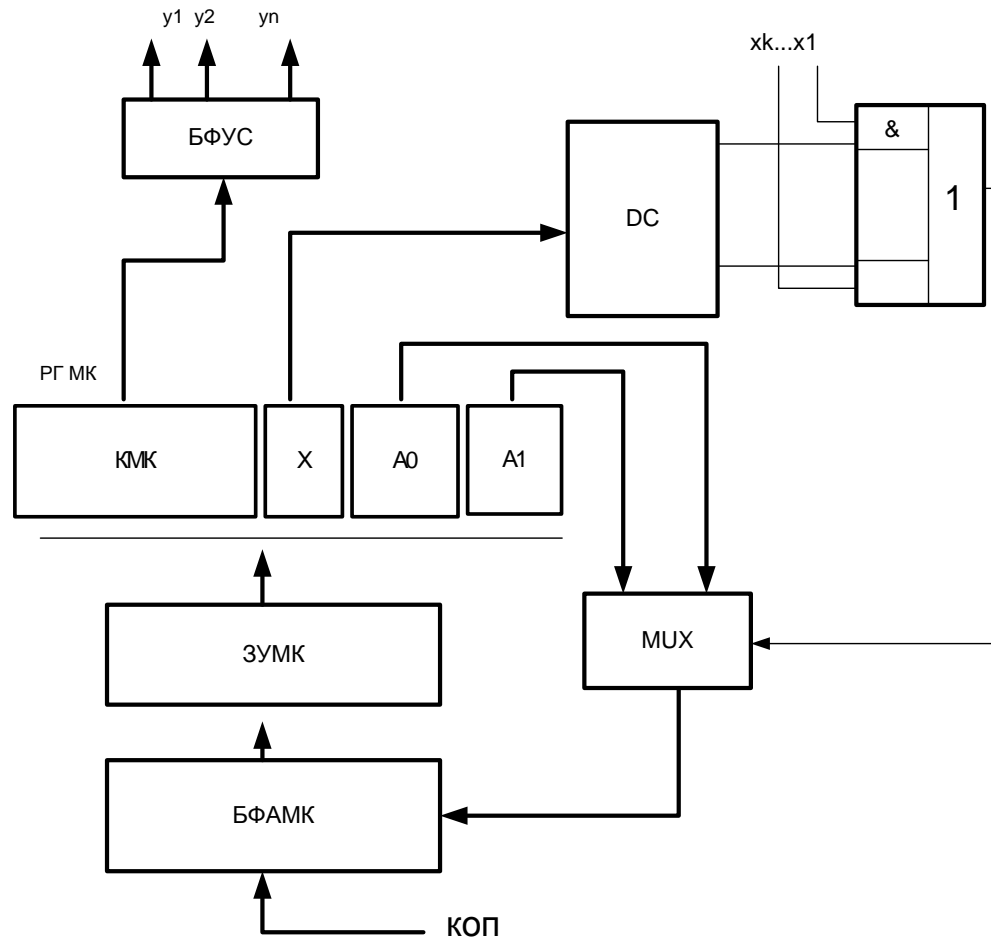 y1 y2 yn
xk...x1
БФУС
&
1
DC
РГ МК
КМК
X
A0
A1
ЗУМК
MUX
БФАМК
КОП